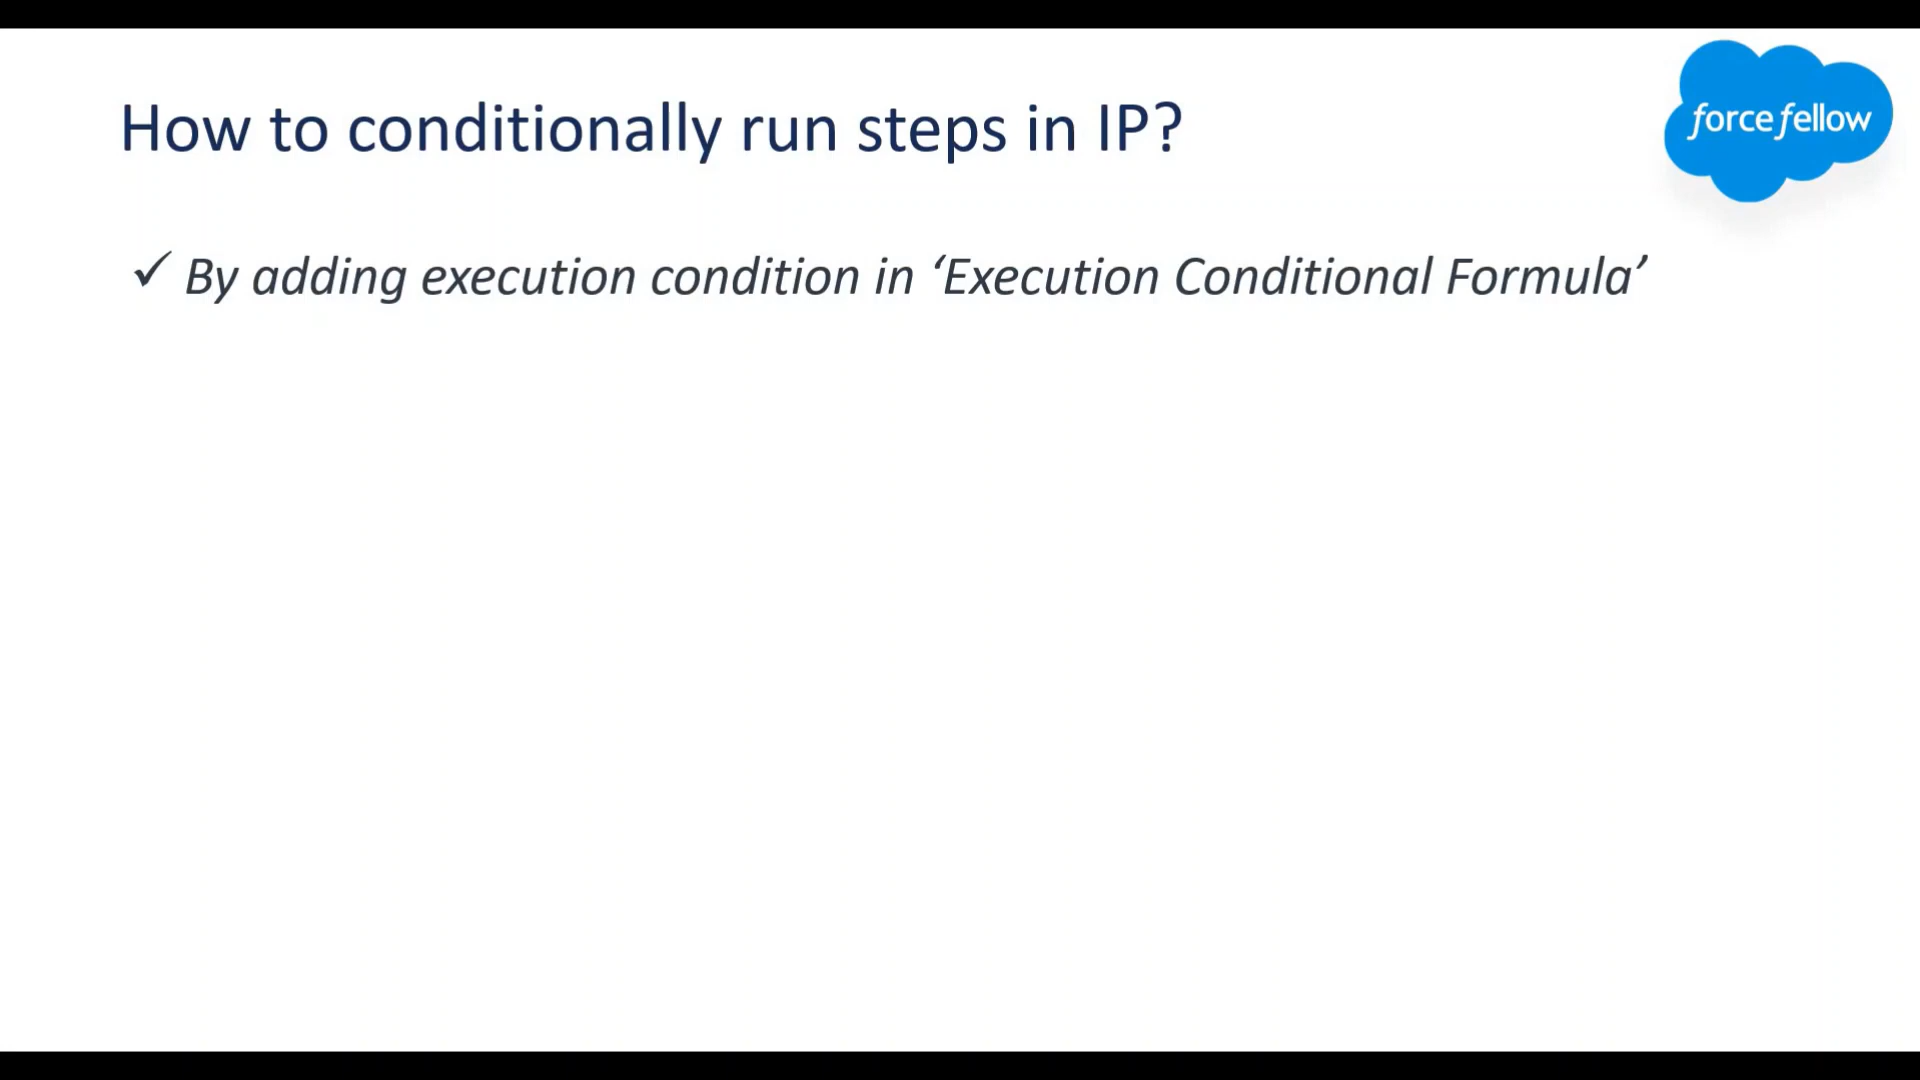 How to conditionally run steps in IP?
force fellow
✓ By adding execution condition in ‘Execution Conditional Formula’